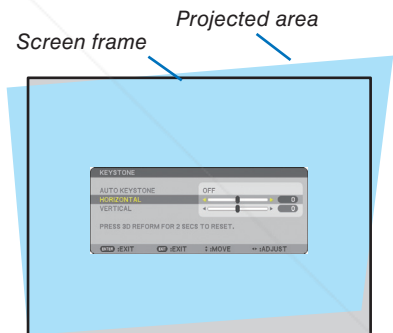 Projected area
Screen frame
KEYSTONE
AUTO KEYSTONE OFF
HORIZONTAL 0
VERTICAL 0
PRESS 3D REFORM FOR 2 SECS TO RESET.
ENTER :EXIT EXIT :EXIT ↕ :MOVE ↔ :ADJUST